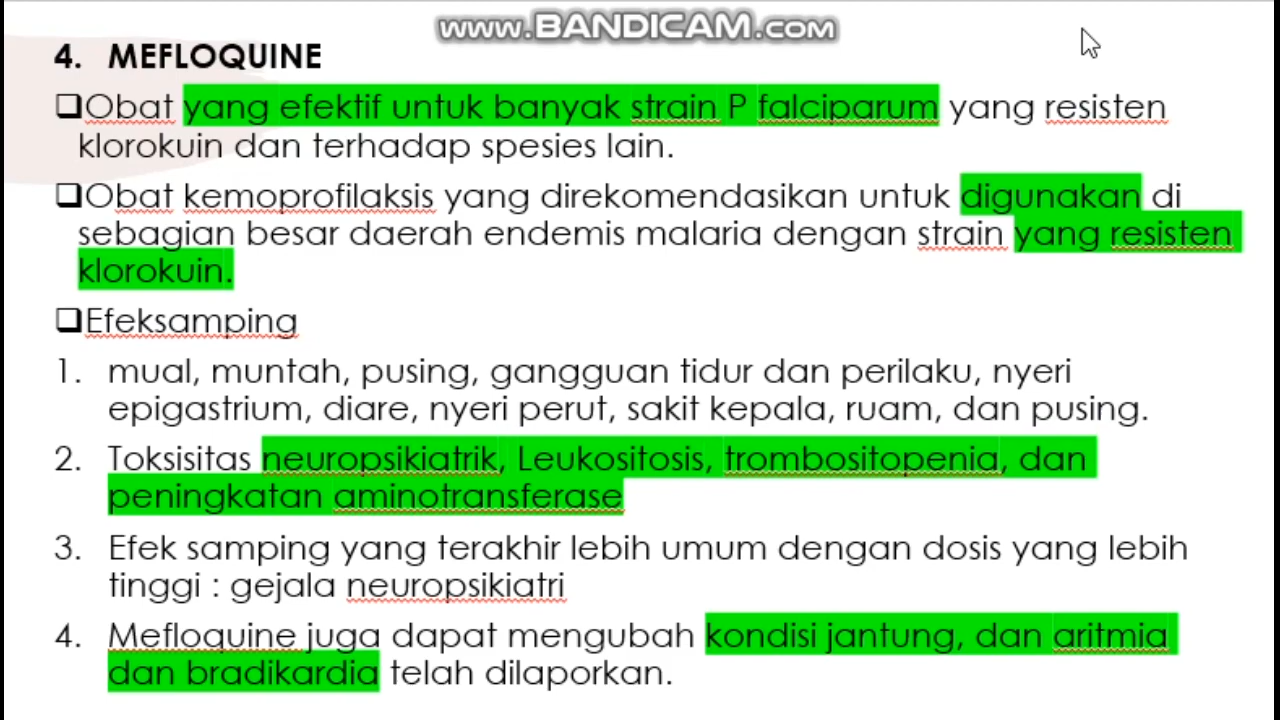 www.BANDICAM.com
4. MEFLOQUINE
❑Obat yang efektif untuk banyak strain P falciparum yang resisten
klorokuin dan terhadap spesies lain.
❑Obat kemoprofilaksis yang direkomendasikan untuk digunakan di
sebagian besar daerah endemis malaria dengan strain yang resisten
klorokuin.
❑Efeksamping
1. mual, muntah, pusing, gangguan tidur dan perilaku, nyeri
epigastrium, diare, nyeri perut, sakit kepala, ruam, dan pusing.
2. Toksisitas neuropsikiatrik, Leukositosis, trombositopenia, dan
peningkatan aminotransferase
3. Efek samping yang terakhir lebih umum dengan dosis yang lebih
tinggi : gejala neuropsikiatri
4. Mefloquine juga dapat mengubah kondisi jantung, dan aritmia
dan bradikardia telah dilaporkan.